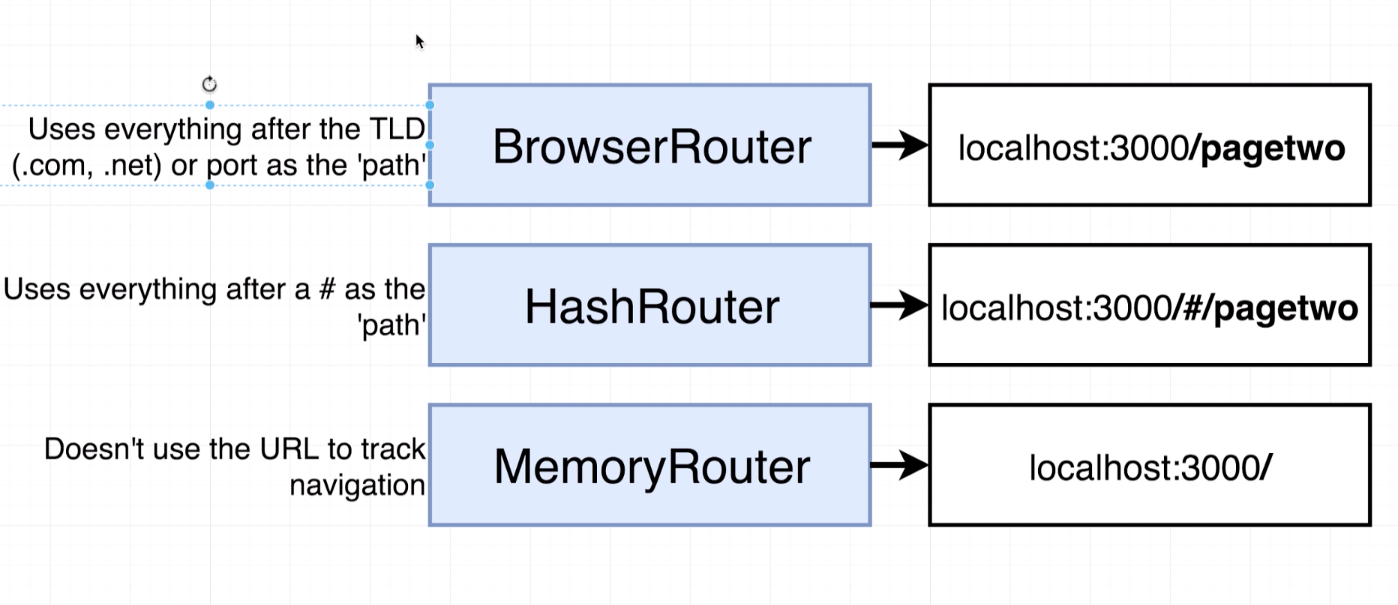 Uses everything after the TLD
(.com, .net) or port as the 'path'
BrowserRouter
localhost:3000/pagetwo
Uses everything after a # as the
'path'
HashRouter
localhost:3000/#/pagetwo
Doesn't use the URL to track
navigation
MemoryRouter
localhost:3000/